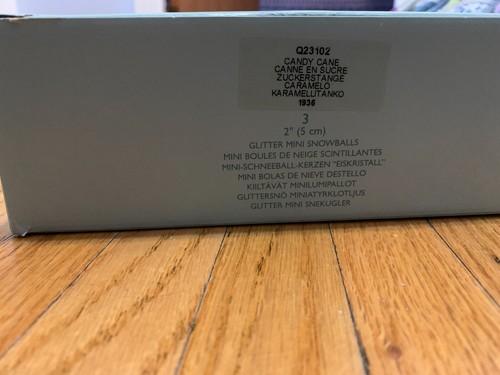 Q23102
CANDY CANE
CANNE EN SUCRE
ZUCKERSTANGE
CARAMELO
KARAMELLITANKO
1936
3
2" (5 cm)
GLITTER MINI SNOWBALLS
MINI BOULES DE NEIGE SCINTILLANTES
MINI-SCHNEEBALL-KERZEN "EISKRISTALL"
MINI BOLAS DE NIEVE DESTELLO
KIILTÄVÄT MINILUMIPALLOT
GLITTERSNÖ MINIATYRKLOTLJUS
GLITTER MINI SNEKUGLER